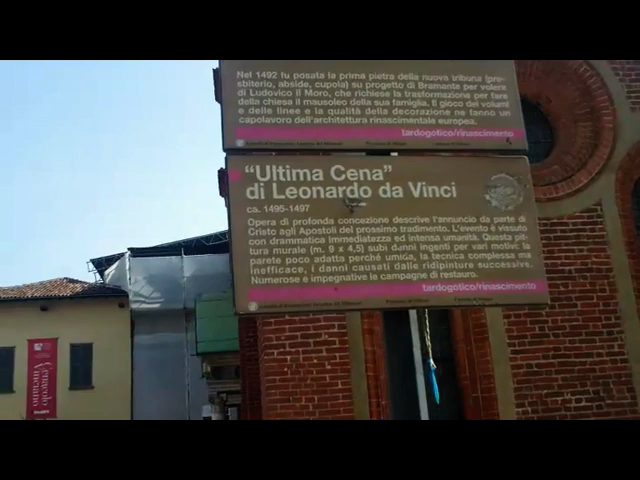 Nel 1492 fu posata la prima pietra della nuova tribuna (pre-
sbiterio, abside, cupola) su progetto di Bramante per volere
di Ludovico il Moro, che richiese la trasformazione per fare
della chiesa il mausoleo della sua famiglia. Il gioco dei volumi
e delle linee e la qualità della decorazione ne fanno un
capolavoro dell'architettura rinascimentale europea.
tardogotico/rinascimento
"Ultima Cena"
di Leonardo da Vinci
ca. 1495-1497
Opera di profonda concezione descrive l'annuncio da parte di
Cristo agli Apostoli del prossimo tradimento. L'evento è vissuto
con drammatica immediatezza ed intensa umanità. Questa pit-
tura murale (m. 9 x 4,5) subì danni ingenti per vari motivi: la
parete poco adatta perché umida, la tecnica complessa ma
inefficace, i danni causati dalle ridipinture successive.
Numerose e impegnative le campagne di restauro.
tardogotico/rinascimento